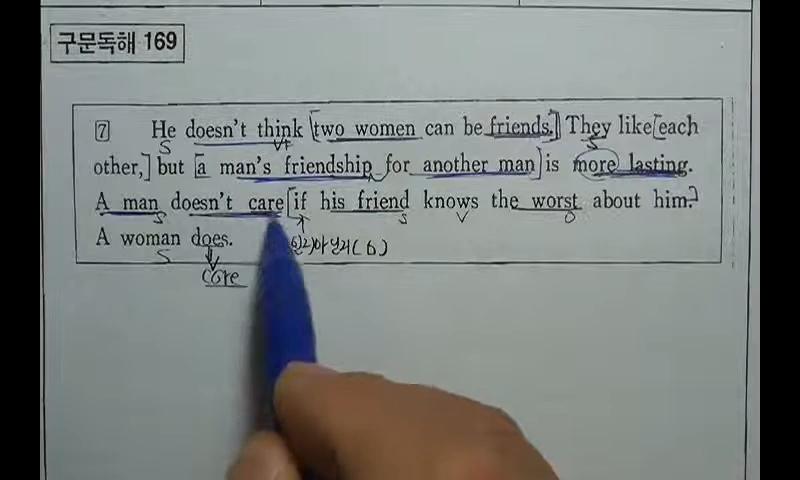 구문독해 169
7 He doesn't think [two women can be friends.] They like [each
S V S
other,] but [a man's friendship for another man] is more lasting.
A man doesn't care [if his friend knows the worst about him.]
S S V O
A woman does.
S
care